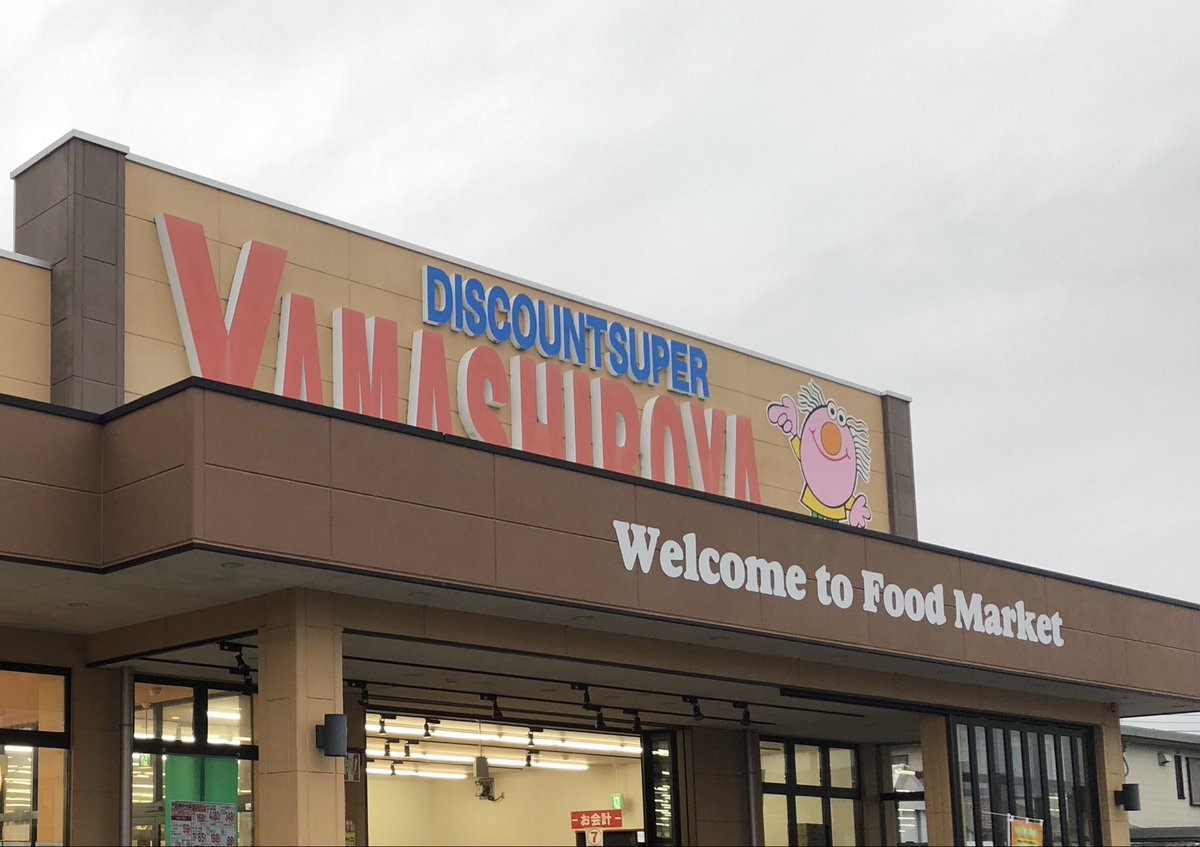 DISCOUNTSUPER
YAMASHIROYA
Welcome to Food Market
お会計
7